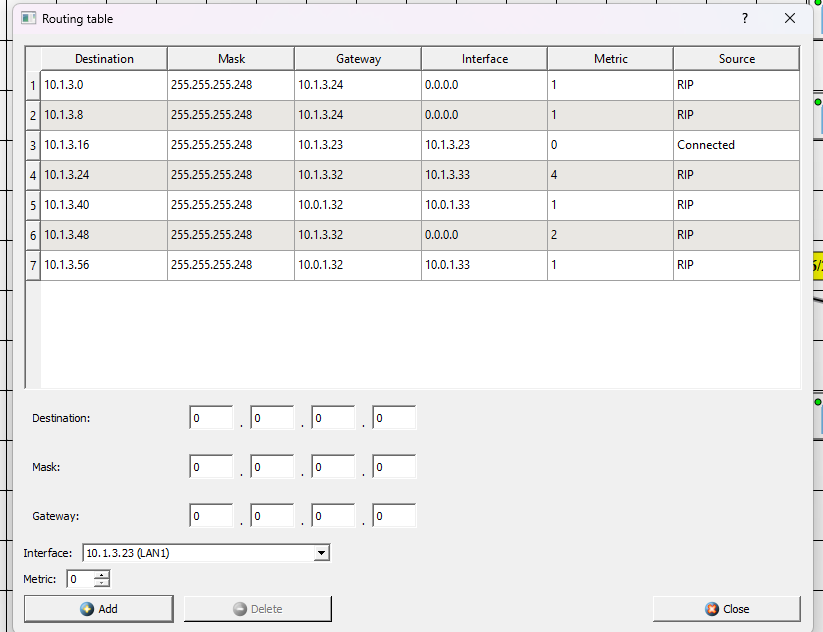 Routing table ?
Destination Mask Gateway Interface Metric Source
1 10.1.3.0 255.255.255.248 10.1.3.24 0.0.0.0 1 RIP
2 10.1.3.8 255.255.255.248 10.1.3.24 0.0.0.0 1 RIP
3 10.1.3.16 255.255.255.248 10.1.3.23 10.1.3.23 0 Connected
4 10.1.3.24 255.255.255.248 10.1.3.32 10.1.3.33 4 RIP
5 10.1.3.40 255.255.255.248 10.0.1.32 10.0.1.33 1 RIP
6 10.1.3.48 255.255.255.248 10.1.3.32 0.0.0.0 2 RIP
7 10.1.3.56 255.255.255.248 10.0.1.32 10.0.1.33 1 RIP
Destination: 0 . 0 . 0 . 0
Mask: 0 . 0 . 0 . 0
Gateway: 0 . 0 . 0 . 0
Interface: 10.1.3.23 (LAN1)
Metric: 0
Add Delete Close